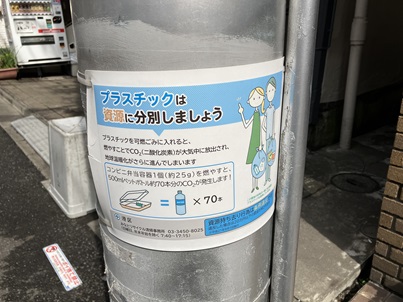 プラスチックは
資源に分別しましょう
プラスチックを可燃ごみに入れると、
燃やすことでCO₂(二酸化炭素)が大気中に放出され、
地球温暖化がさらに進んでしまいます
コンビニ弁当容器1個(約25g)を燃やすと、
500mlペットボトル約70本分のCO₂が発生します!
= ×70本
港区
03-3450-8025